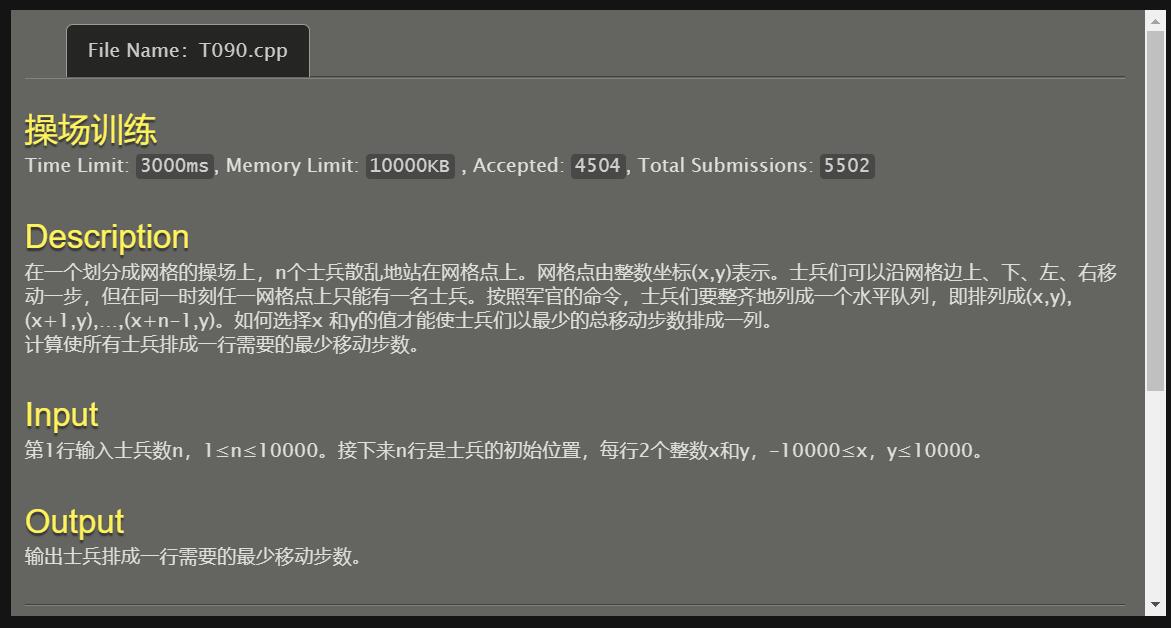 File Name: T090.cpp
操场训练
Time Limit: 3000ms, Memory Limit: 10000KB , Accepted: 4504, Total Submissions: 5502
Description
在一个划分成网格的操场上，n个士兵散乱地站在网格点上。网格点由整数坐标(x,y)表示。士兵们可以沿网格边上、下、左、右移
动一步，但在同一时刻任一网格点上只能有一名士兵。按照军官的命令，士兵们要整齐地列成一个水平队列，即排列成(x,y),
(x+1,y),…,(x+n-1,y)。如何选择x 和y的值才能使士兵们以最少的总移动步数排成一列。
计算使所有士兵排成一行需要的最少移动步数。
Input
第1行输入士兵数n，1≤n≤10000。接下来n行是士兵的初始位置，每行2个整数x和y，-10000≤x，y≤10000。
Output
输出士兵排成一行需要的最少移动步数。